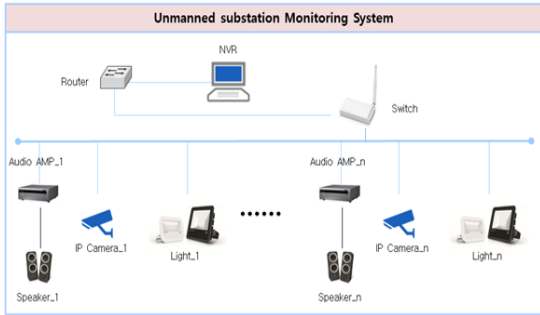 Unmanned substation Monitoring System
NVR
Router
Switch
Audio AMP_1
Audio AMP_n
IP Camera_1
Light_1
IP Camera_n
Light_n
Speaker_1
Speaker_n